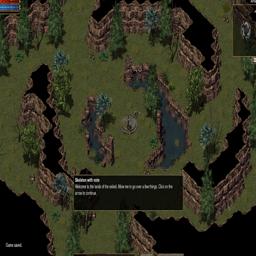 Skeleton with note
Welcome to the lands of the exiled. Allow me to go over a few things. Click on the
arrow to continue.
Game saved.